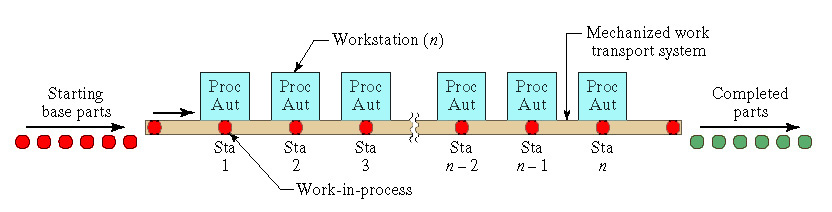 Workstation (n)
Mechanized work
transport system
Starting
base parts
Proc
Aut
Proc
Aut
Proc
Aut
Proc
Aut
Proc
Aut
Proc
Aut
Completed
parts
Sta
1
Sta
2
Sta
3
Sta
n – 2
Sta
n – 1
Sta
n
Work-in-process